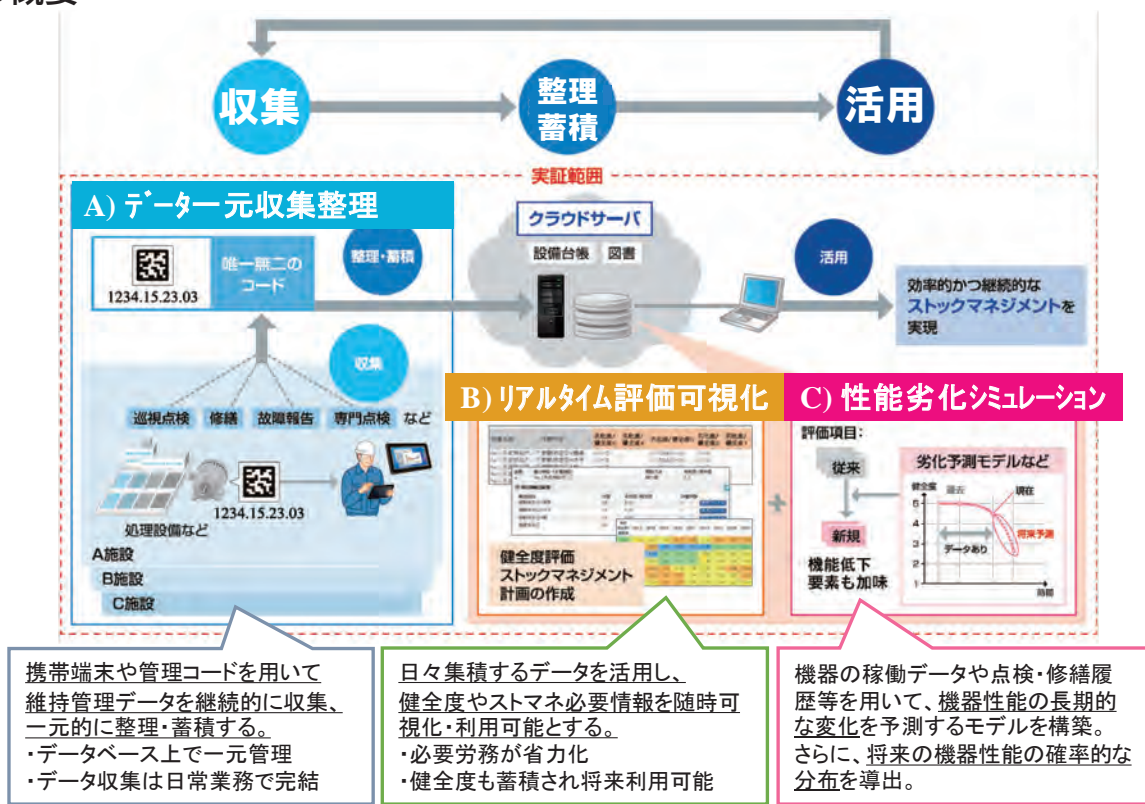 収集
整理
蓄積
活用
実証範囲
A) データ一元収集整理
唯一無二の
コード
1234.15.23.03
整理・蓄積
収集
巡視点検 修繕 故障報告 専門点検 など
1234.15.23.03
処理設備など
A施設
B施設
C施設
クラウドサーバ
設備台帳 図書
活用
効率的かつ継続的な
ストックマネジメントを
実現
B) リアルタイム評価可視化
健全度評価
ストックマネジメント
計画の作成
+
C) 性能劣化シミュレーション
評価項目:
従来
新規
機能低下
要素も加味
劣化予測モデルなど
健全度
過去
現在
将来予測
データあり
5
4
3
2
1
時間
携帯端末や管理コードを用いて
維持管理データを継続的に収集、
一元的に整理・蓄積する。
・データベース上で一元管理
・データ収集は日常業務で完結
日々集積するデータを活用し、
健全度やストマネ必要情報を随時可
視化・利用可能とする。
・必要労務が省力化
・健全度も蓄積され将来利用可能
機器の稼働データや点検・修繕履
歴等を用いて、機器性能の長期的
な変化を予測するモデルを構築。
さらに、将来の機器性能の確率的な
分布を導出。